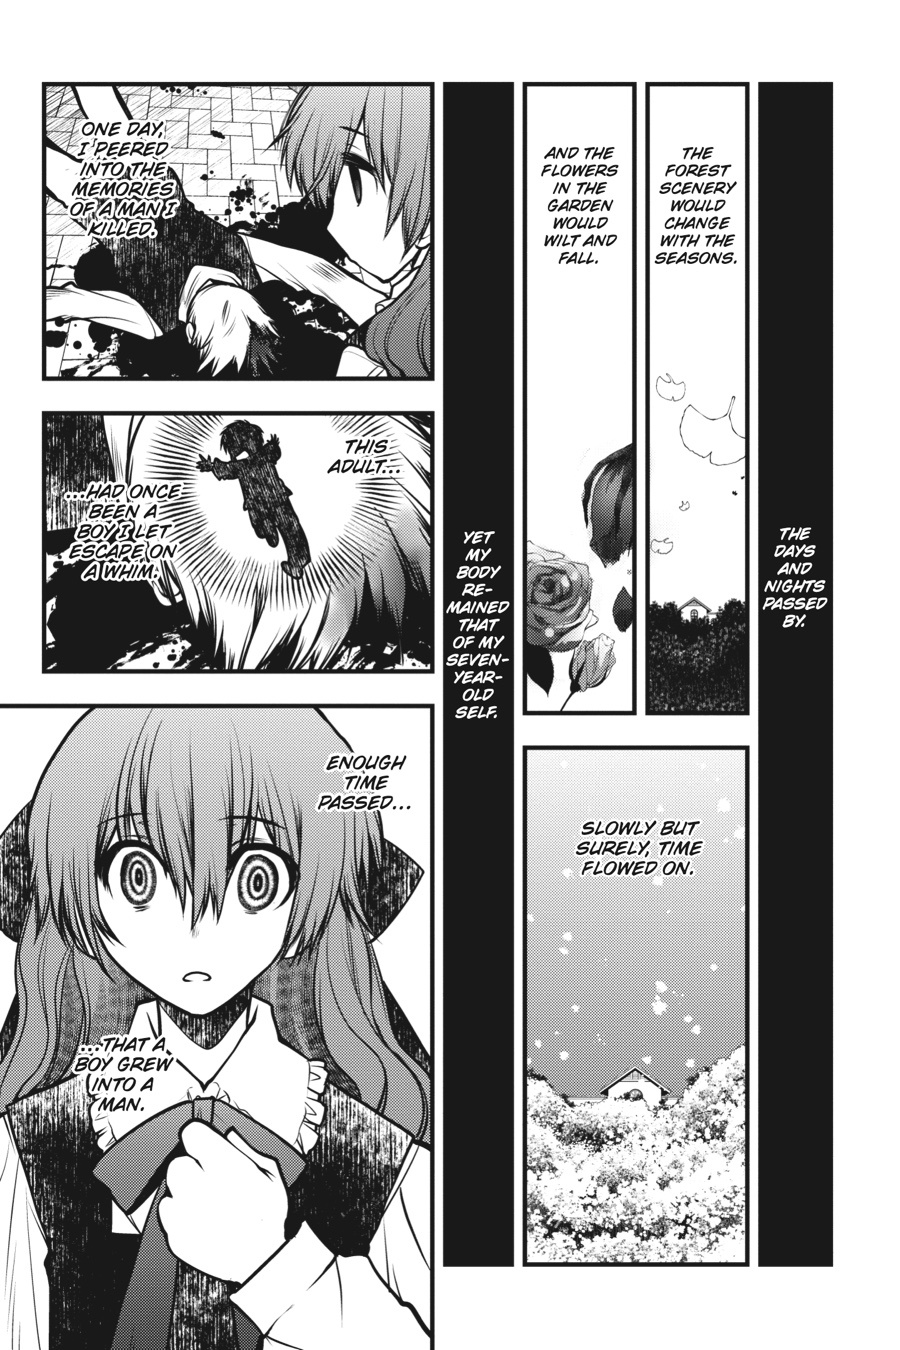 THE
DAYS
AND
NIGHTS
PASSED
BY.
THE
FOREST
SCENERY
WOULD
CHANGE
WITH THE
SEASONS.
AND THE
FLOWERS
IN THE
GARDEN
WOULD
WILT AND
FALL.
SLOWLY BUT
SURELY, TIME
FLOWED ON.
YET
MY
BODY
RE-
MAINED
THAT
OF MY
SEVEN-
YEAR-
OLD
SELF.
ONE DAY,
I PEERED
INTO THE
MEMORIES
OF A MAN I
KILLED.
THIS
ADULT...
...HAD ONCE
BEEN A
BOY I LET
ESCAPE ON
A WHIM.
ENOUGH
TIME
PASSED...
...THAT A
BOY GREW
INTO A
MAN.